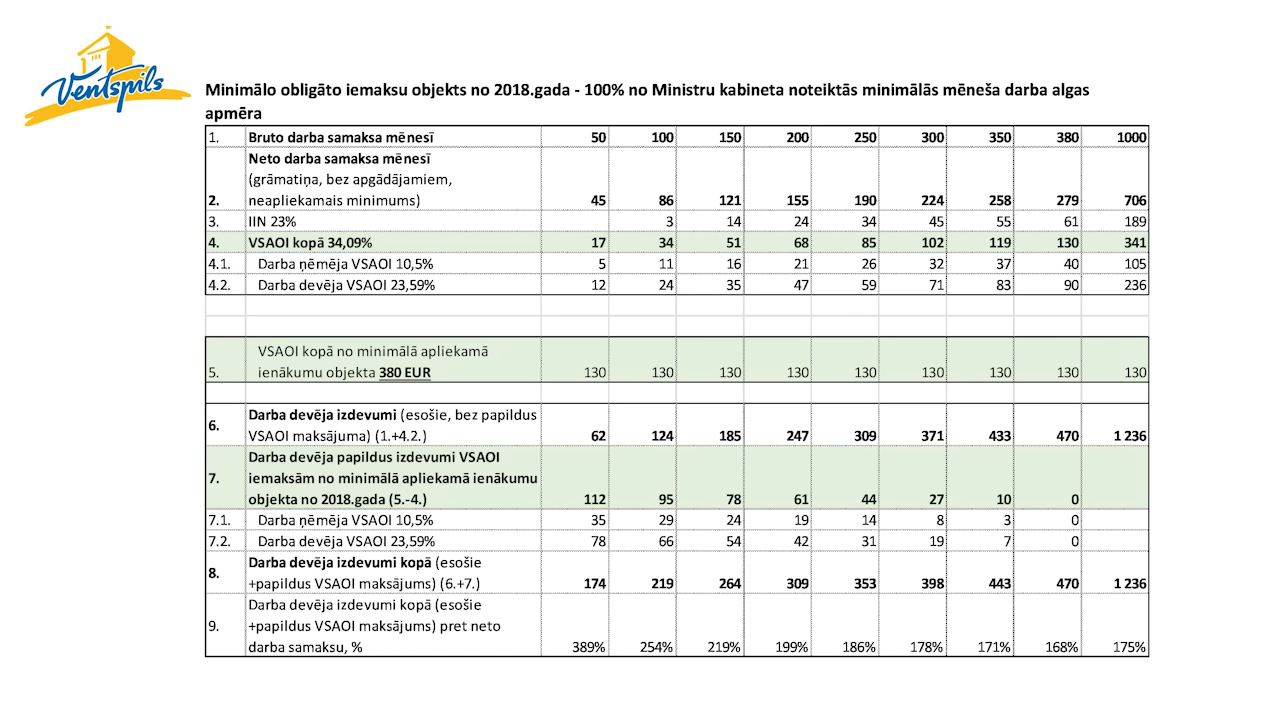 Ventspils
Minimālo obligāto iemaksu objekts no 2018.gada - 100% no Ministru kabineta noteiktās minimālās mēneša darba algas
apmēra
1. Bruto darba samaksa mēnesī 50 100 150 200 250 300 350 380 1000
Neto darba samaksa mēnesī
(grāmatiņa, bez apgādājamiem,
2. neapliekamais minimums) 45 86 121 155 190 224 258 279 706
3. IIN 23% 3 14 24 34 45 55 61 189
4. VSAOI kopā 34,09% 17 34 51 68 85 102 119 130 341
4.1. Darba ņēmēja VSAOI 10,5% 5 11 16 21 26 32 37 40 105
4.2. Darba devēja VSAOI 23,59% 12 24 35 47 59 71 83 90 236
VSAOI kopā no minimālā apliekamā
5. ienākumu objekta 380 EUR 130 130 130 130 130 130 130 130 130
6. Darba devēja izdevumi (esošie, bez papildus
VSAOI maksājuma) (1.+4.2.) 62 124 185 247 309 371 433 470 1 236
Darba devēja papildus izdevumi VSAOI
7. iemaksām no minimālā apliekamā ienākumu
objekta no 2018.gada (5.-4.) 112 95 78 61 44 27 10 0
7.1. Darba ņēmēja VSAOI 10,5% 35 29 24 19 14 8 3 0
7.2. Darba devēja VSAOI 23,59% 78 66 54 42 31 19 7 0
8. Darba devēja izdevumi kopā (esošie
+papildus VSAOI maksājums) (6.+7.) 174 219 264 309 353 398 443 470 1 236
Darba devēja izdevumi kopā (esošie
9. +papildus VSAOI maksājums) pret neto
darba samaksu, % 389% 254% 219% 199% 186% 178% 171% 168% 175%